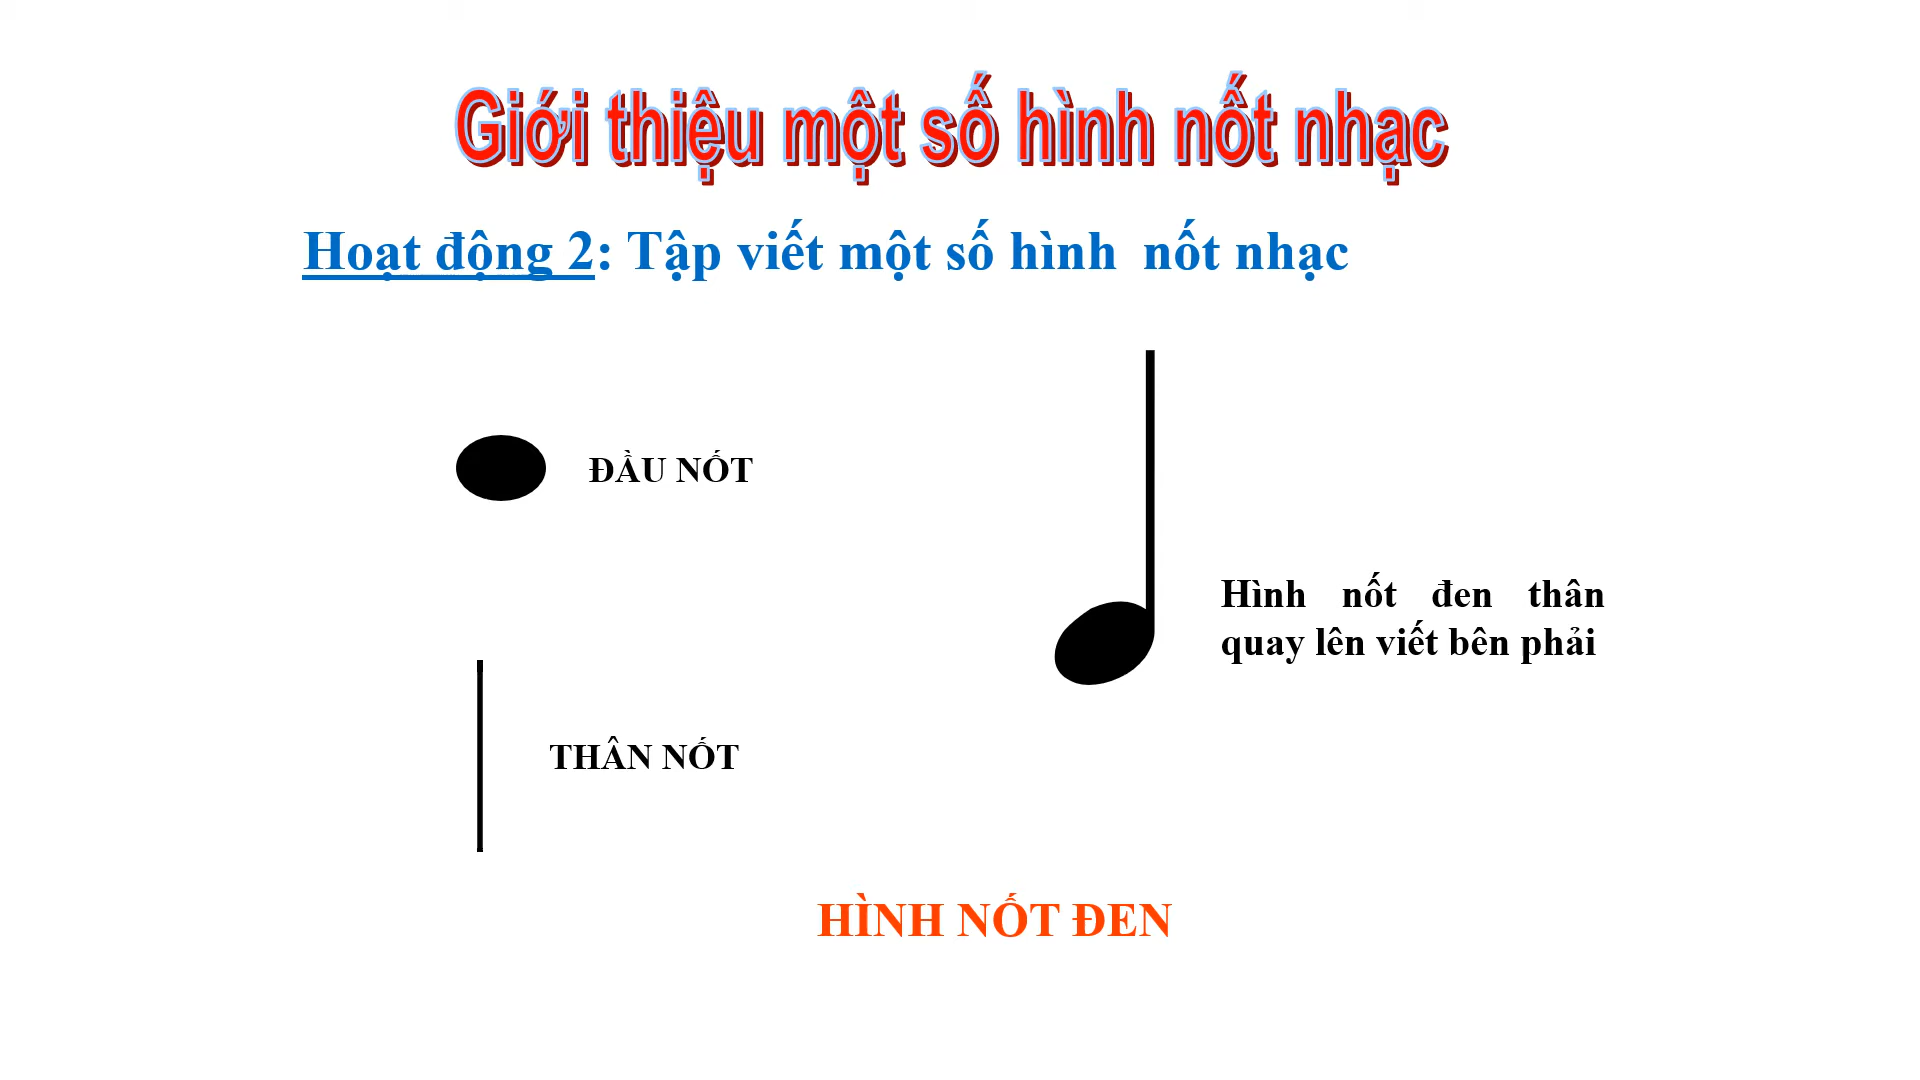 Giới thiệu một số hình nốt nhạc
Hoạt động 2: Tập viết một số hình nốt nhạc
ĐẦU NỐT
Hình nốt đen thân
quay lên viết bên phải
THÂN NỐT
HÌNH NỐT ĐEN